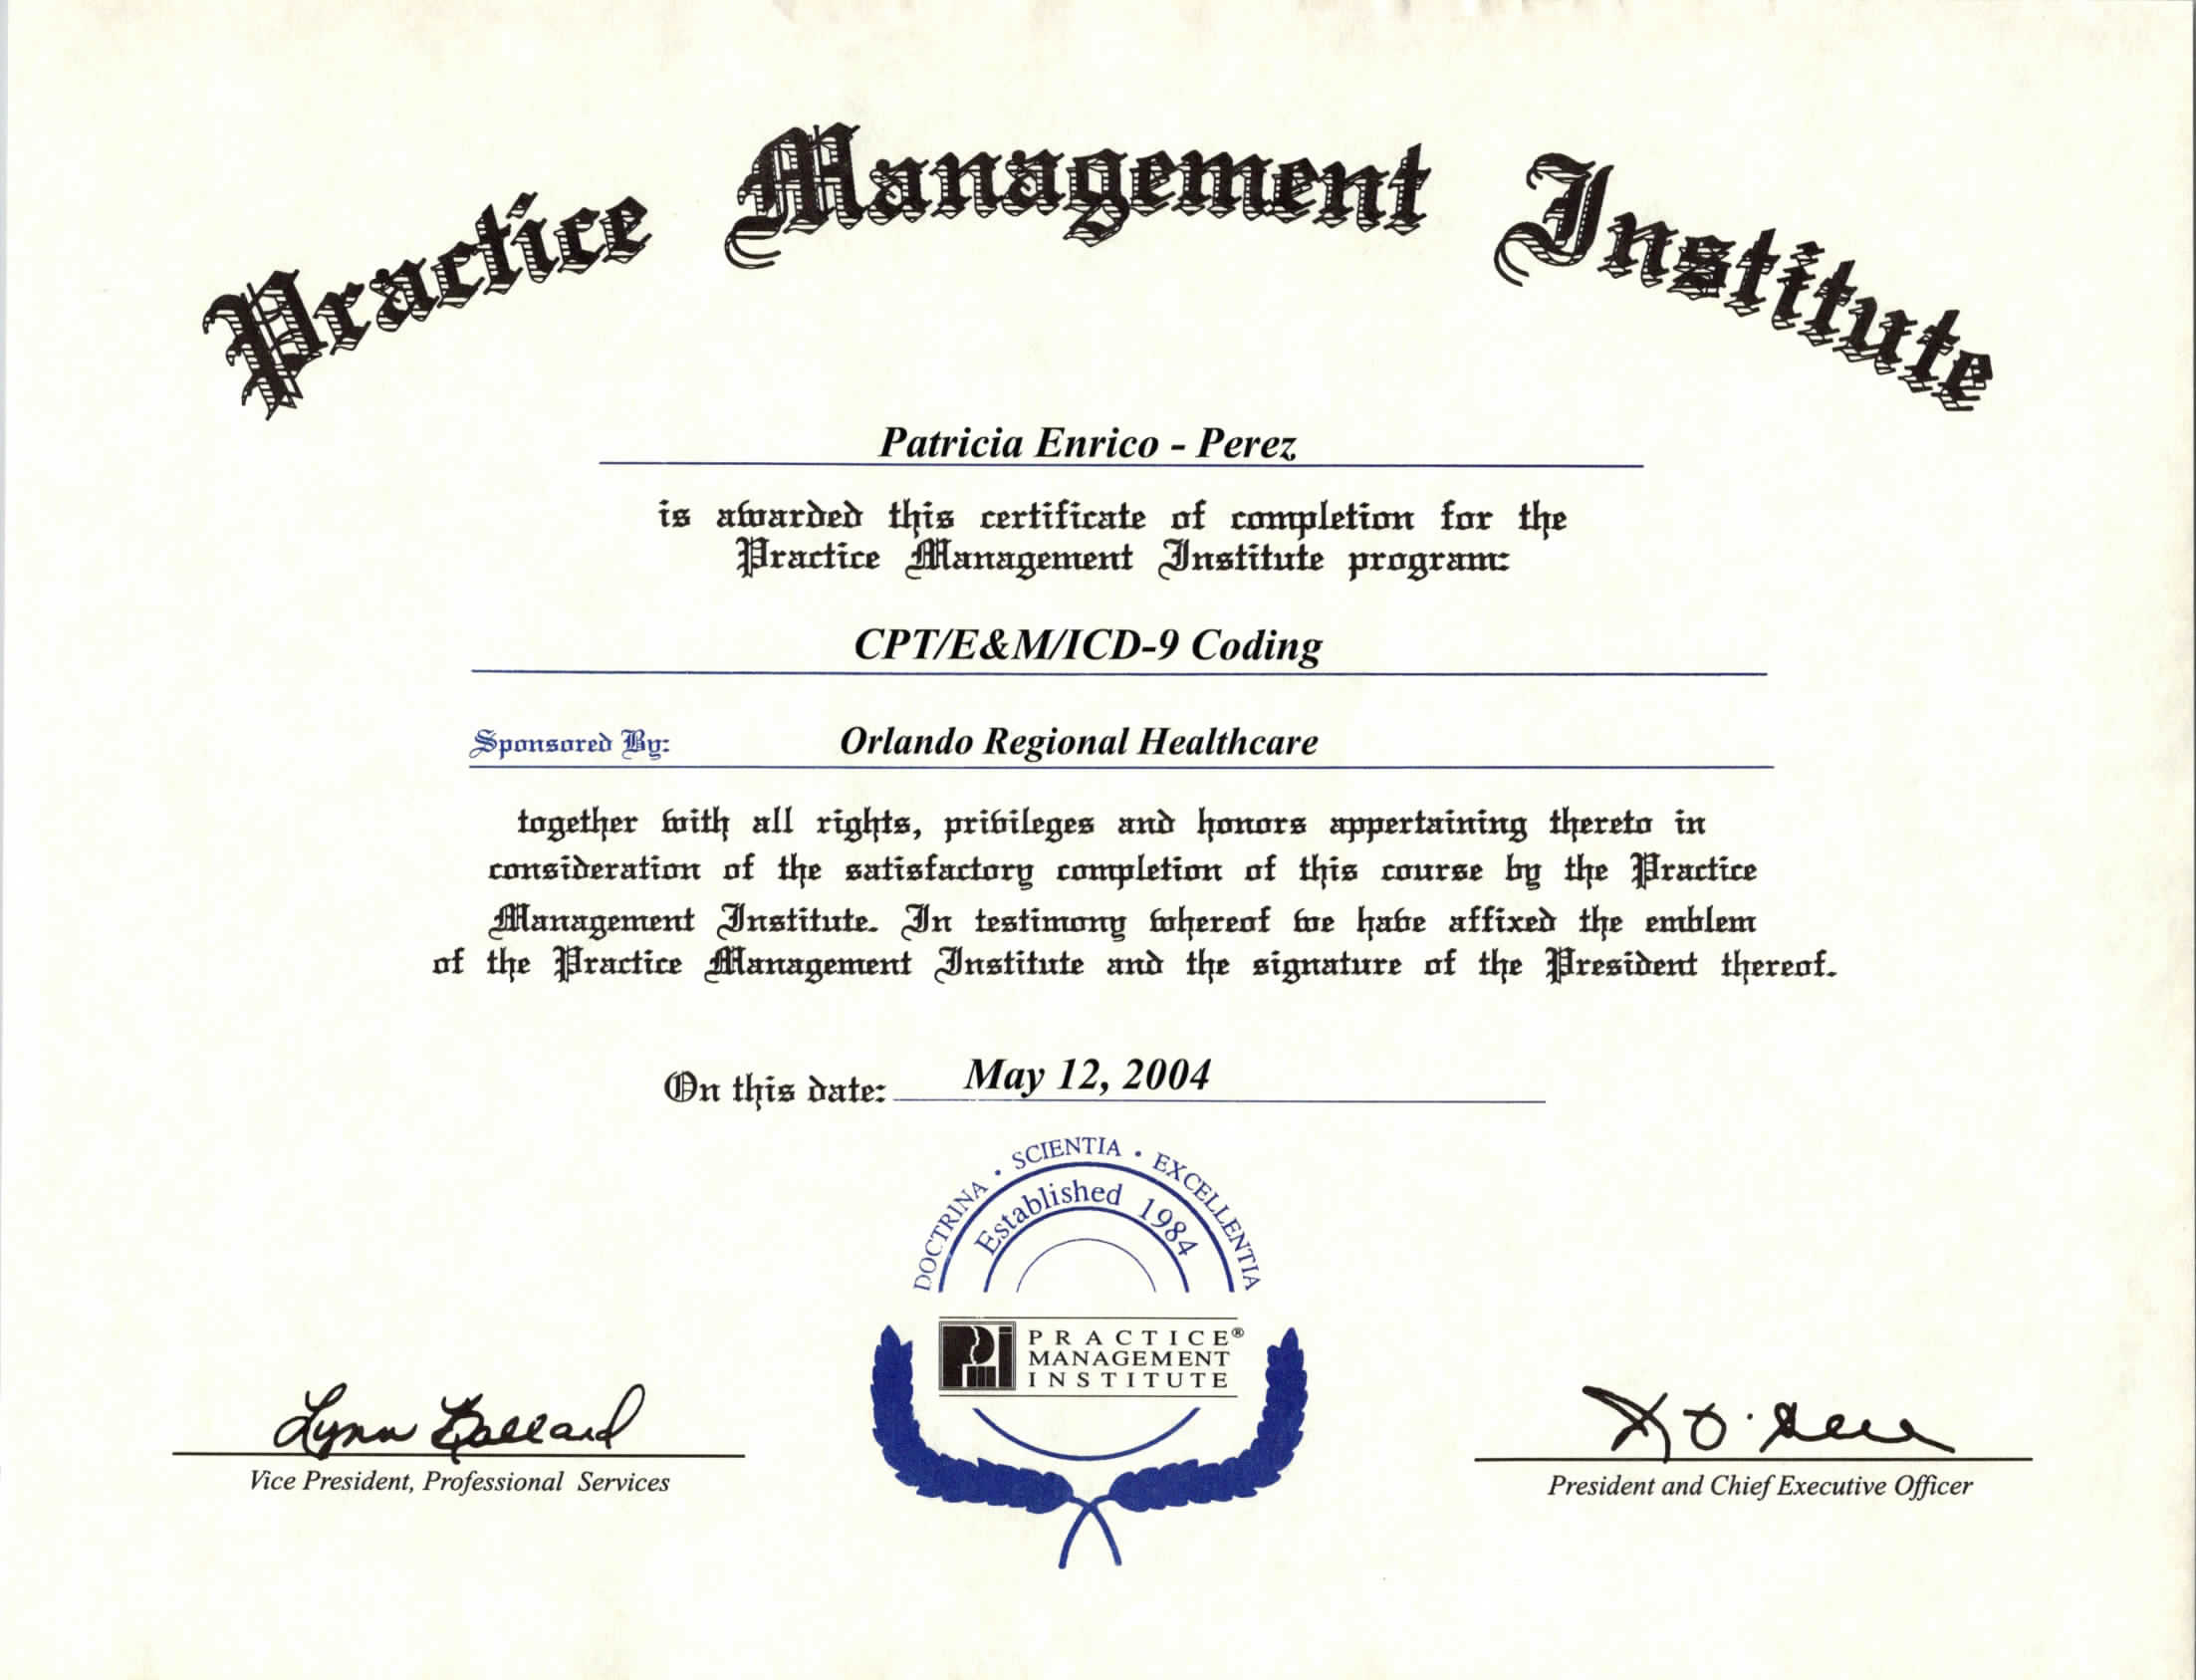 Practice Management Institute
Patricia Enrico - Perez
is awarded this certificate of completion for the
Practice Management Institute program:
CPT/E&M/ICD-9 Coding
Sponsored By: Orlando Regional Healthcare
together with all rights, privileges and honors appertaining thereto in
consideration of the satisfactory completion of this course by the Practice
Management Institute. In testimony whereof we have affixed the emblem
of the Practice Management Institute and the signature of the President thereof.
On this date: May 12, 2004
DOCTRINA · SCIENTIA · EXCELLENTIA
Established 1984
PMI
PRACTICE®
MANAGEMENT
INSTITUTE
Lynn Ballard
Vice President, Professional Services
President and Chief Executive Officer